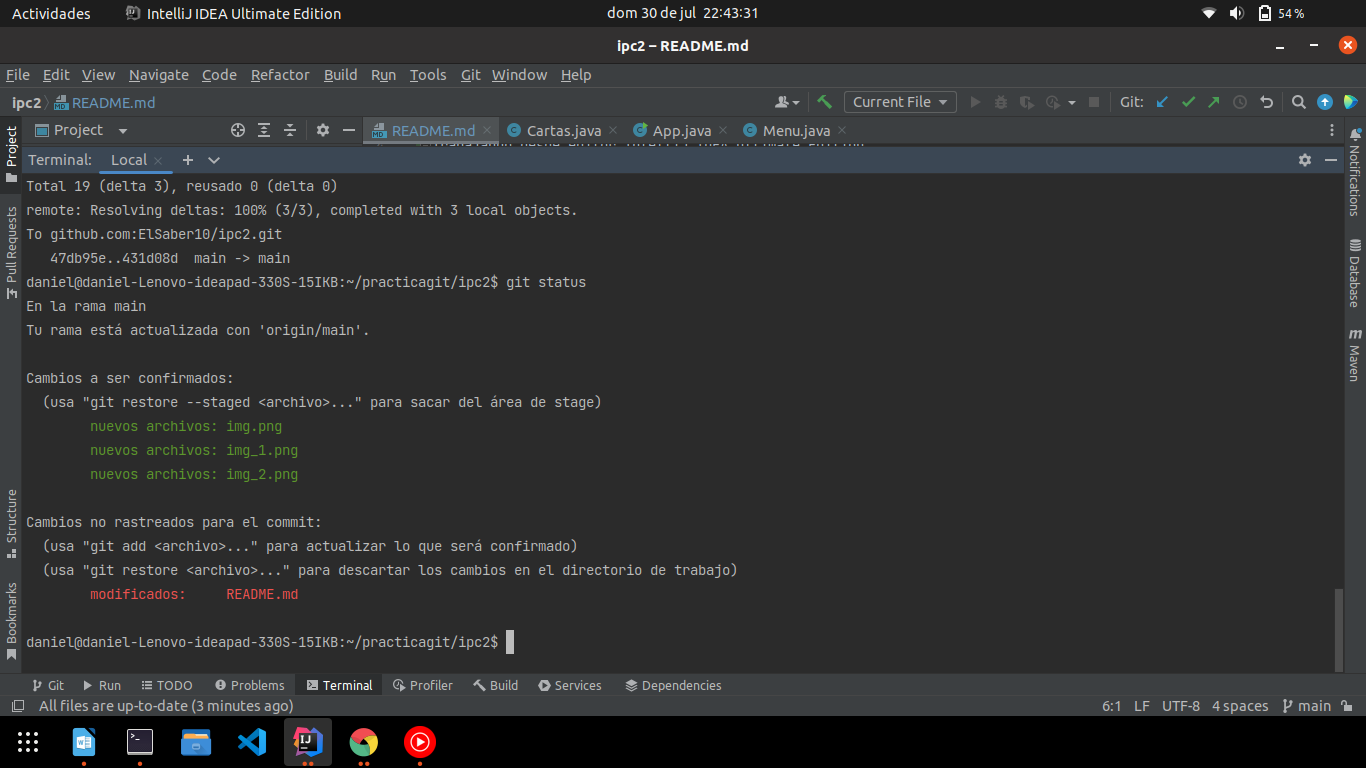 Actividades IntelliJ IDEA Ultimate Edition dom 30 de jul 22:43:31 54 %
ipc2 – README.md
File Edit View Navigate Code Refactor Build Run Tools Git Window Help
ipc2 README.md Current File Git:
Project README.md Cartas.java App.java Menu.java
Terminal: Local
Total 19 (delta 3), reusado 0 (delta 0)
remote: Resolving deltas: 100% (3/3), completed with 3 local objects.
To github.com:ElSaber10/ipc2.git
47db95e..431d08d main -> main
daniel@daniel-Lenovo-ideapad-330S-15IKB:~/practicagit/ipc2$ git status
En la rama main
Tu rama está actualizada con 'origin/main'.
Cambios a ser confirmados:
(usa "git restore --staged <archivo>..." para sacar del área de stage)
nuevos archivos: img.png
nuevos archivos: img_1.png
nuevos archivos: img_2.png
Cambios no rastreados para el commit:
(usa "git add <archivo>..." para actualizar lo que será confirmado)
(usa "git restore <archivo>..." para descartar los cambios en el directorio de trabajo)
modificados: README.md
daniel@daniel-Lenovo-ideapad-330S-15IKB:~/practicagit/ipc2$
Project
Pull Requests
Structure
Bookmarks
Notifications
Database
Maven
Git Run TODO Problems Terminal Profiler Build Services Dependencies
All files are up-to-date (3 minutes ago) 6:1 LF UTF-8 4 spaces main